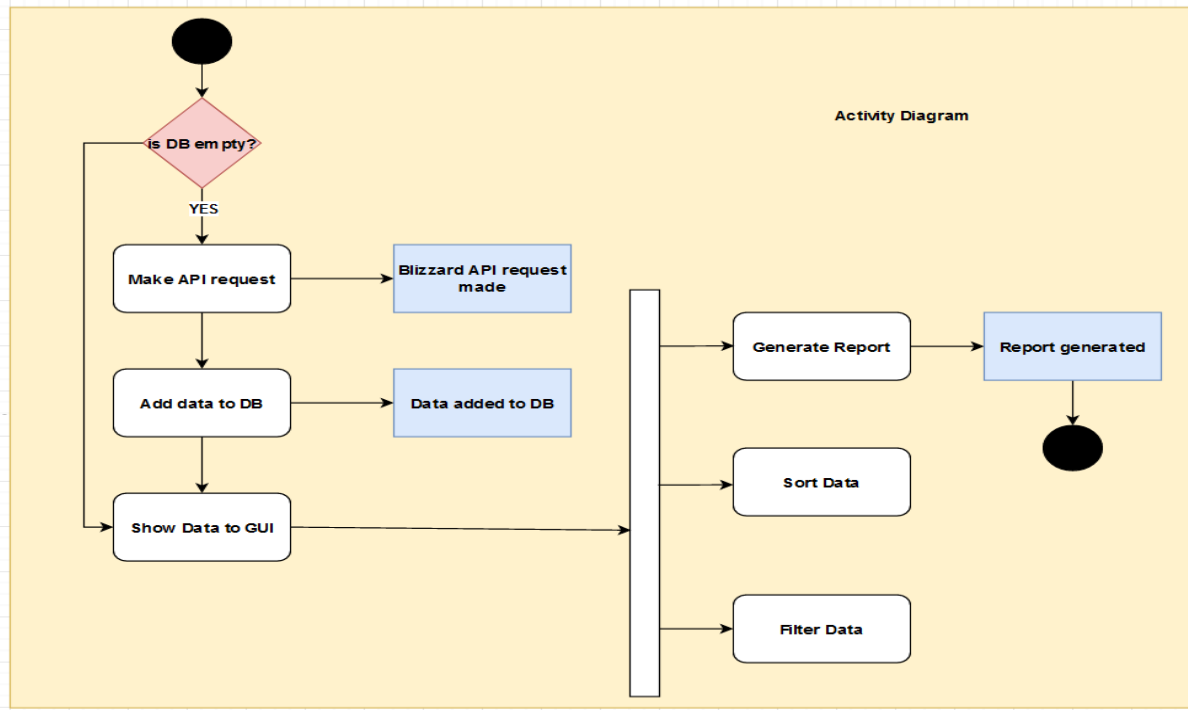 Activity Diagram
is DB empty?
YES
Make API request
Blizzard API request
made
Generate Report
Report generated
Add data to DB
Data added to DB
Sort Data
Show Data to GUI
Filter Data